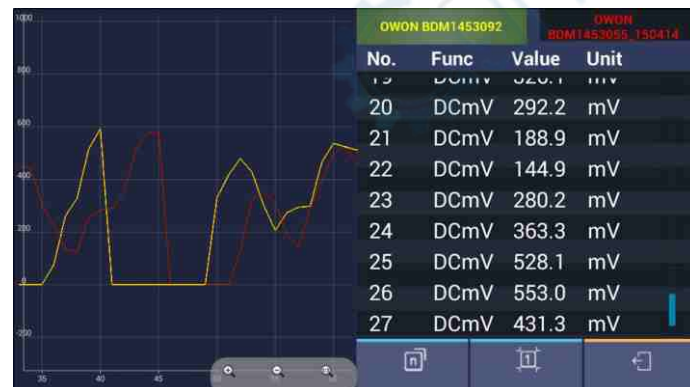 1000
800
600
400
200
0
-200
35 40 45
OWON BDM1453092
OWON
BDM1453055_150414
No. Func Value Unit
20 DCmV 292.2 mV
21 DCmV 188.9 mV
22 DCmV 144.9 mV
23 DCmV 280.2 mV
24 DCmV 363.3 mV
25 DCmV 528.1 mV
26 DCmV 553.0 mV
27 DCmV 431.3 mV
n 1